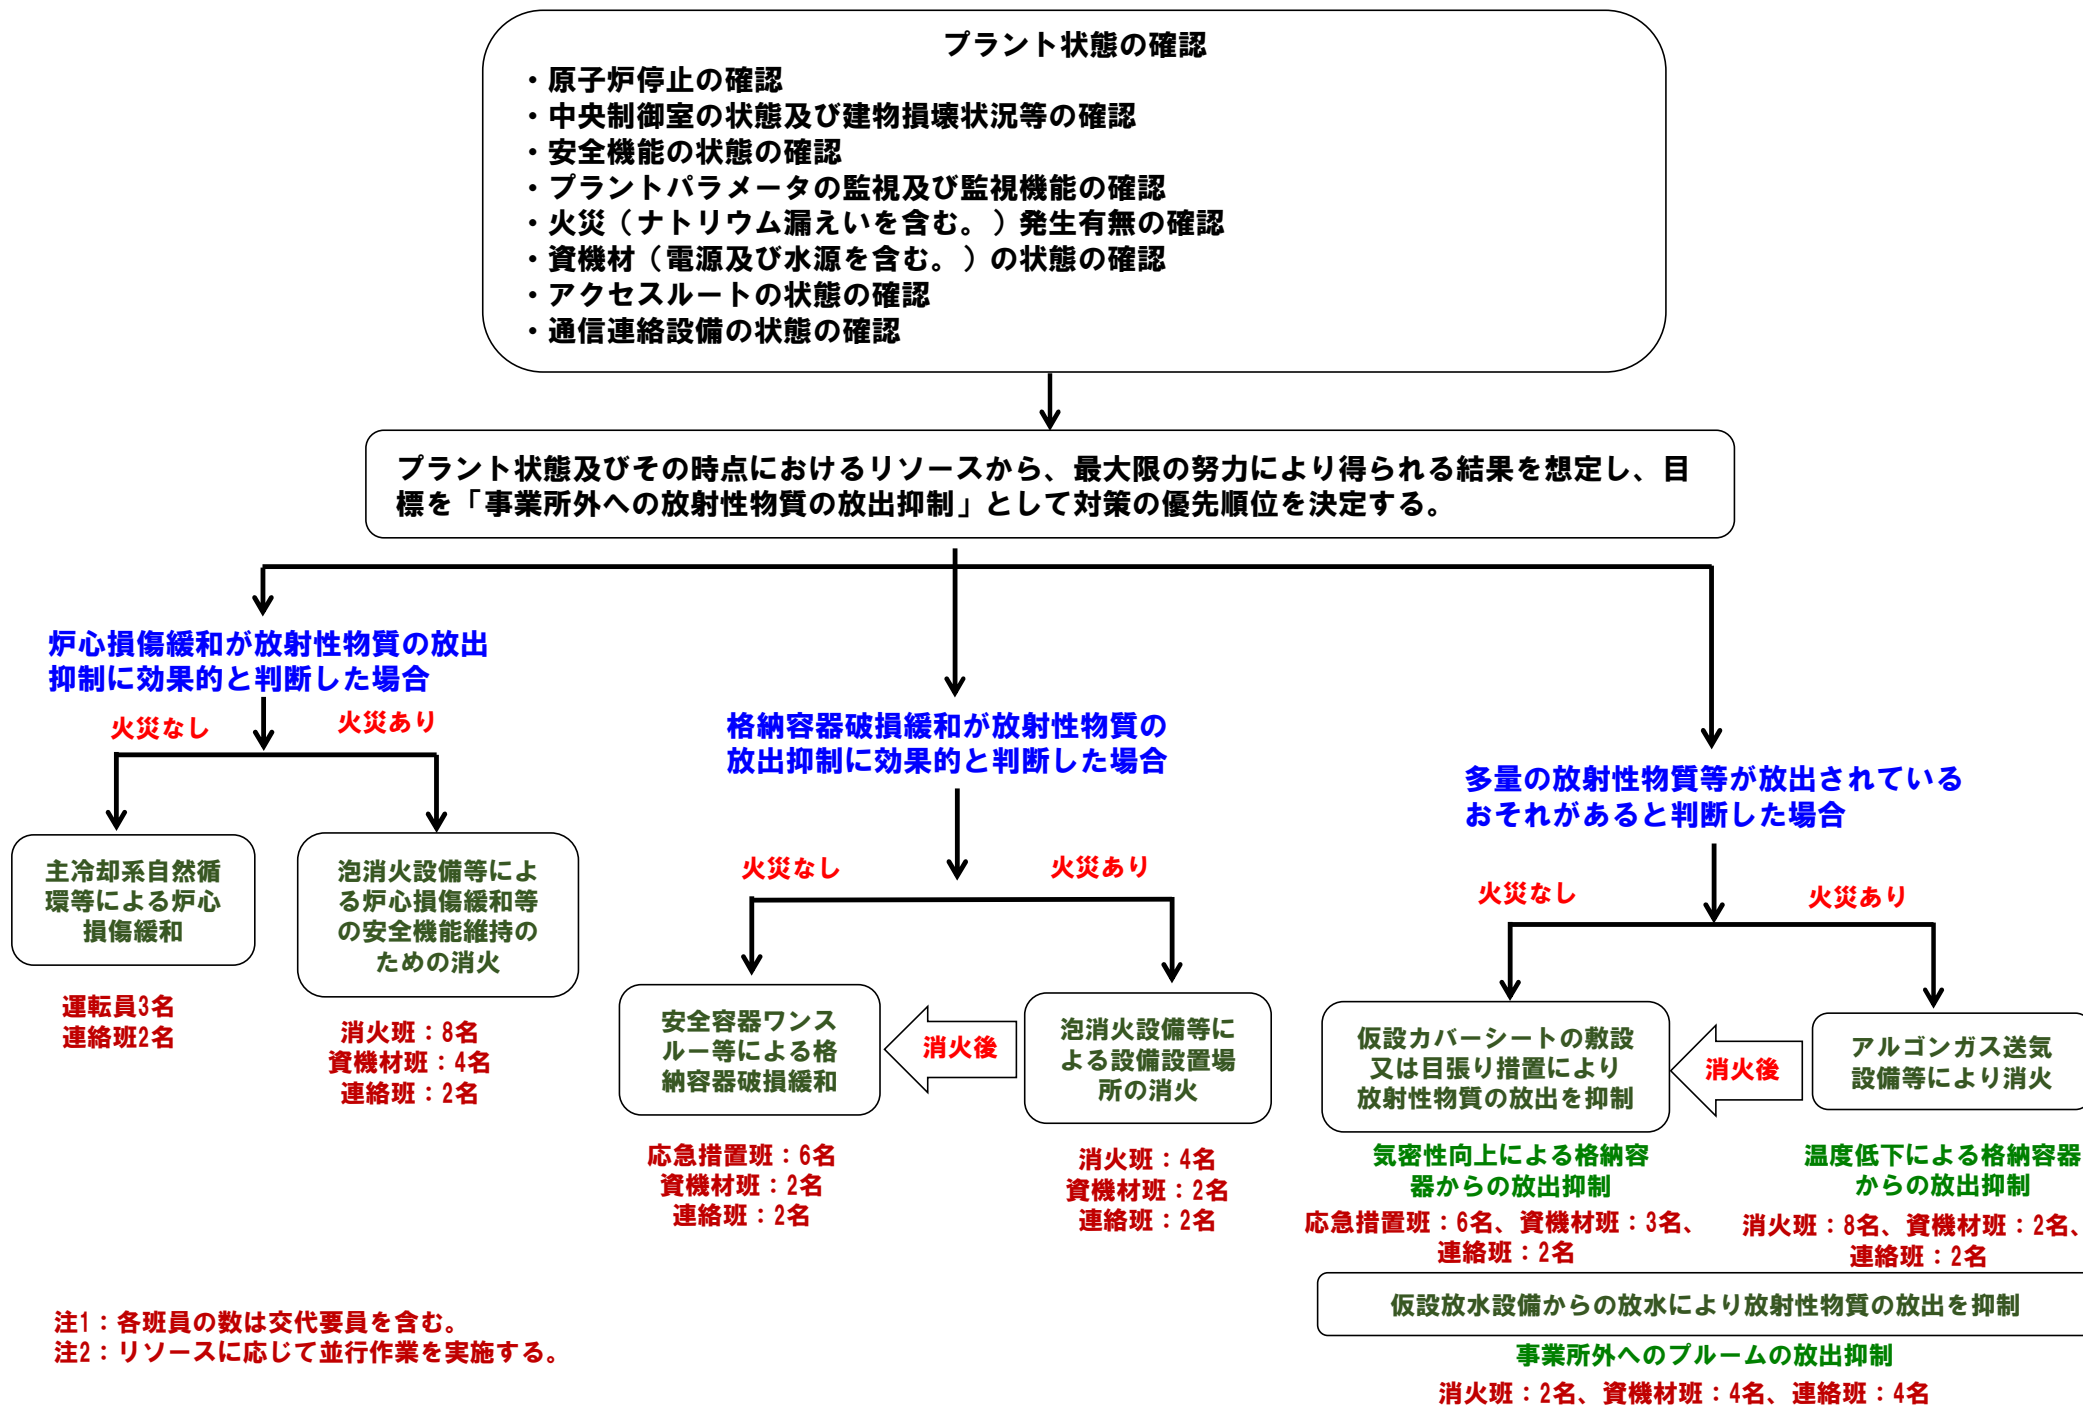 プラント状態の確認
・原子炉停止の確認
・中央制御室の状態及び建物損壊状況等の確認
・安全機能の状態の確認
・プラントパラメータの監視及び監視機能の確認
・火災（ナトリウム漏えいを含む。）発生有無の確認
・資機材（電源及び水源を含む。）の状態の確認
・アクセスルートの状態の確認
・通信連絡設備の状態の確認
プラント状態及びその時点におけるリソースから、最大限の努力により得られる結果を想定し、目
標を「事業所外への放射性物質の放出抑制」として対策の優先順位を決定する。
炉心損傷緩和が放射性物質の放出
抑制に効果的と判断した場合
火災なし
火災あり
主冷却系自然循
環等による炉心
損傷緩和
運転員3名
連絡班2名
泡消火設備等によ
る炉心損傷緩和等
の安全機能維持の
ための消火
消火班：8名
資機材班：4名
連絡班：2名
格納容器破損緩和が放射性物質の
放出抑制に効果的と判断した場合
火災なし
火災あり
安全容器ワンス
ルー等による格
納容器破損緩和
応急措置班：6名
資機材班：2名
連絡班：2名
消火後
泡消火設備等に
よる設備設置場
所の消火
消火班：4名
資機材班：2名
連絡班：2名
多量の放射性物質等が放出されている
おそれがあると判断した場合
火災なし
火災あり
仮設カバーシートの敷設
又は目張り措置により
放射性物質の放出を抑制
気密性向上による格納容
器からの放出抑制
応急措置班：6名、資機材班：3名、
連絡班：2名
消火後
アルゴンガス送気
設備等により消火
温度低下による格納容器
からの放出抑制
消火班：8名、資機材班：2名、
連絡班：2名
仮設放水設備からの放水により放射性物質の放出を抑制
事業所外へのプルームの放出抑制
消火班：2名、資機材班：4名、連絡班：4名
注1：各班員の数は交代要員を含む。
注2：リソースに応じて並行作業を実施する。